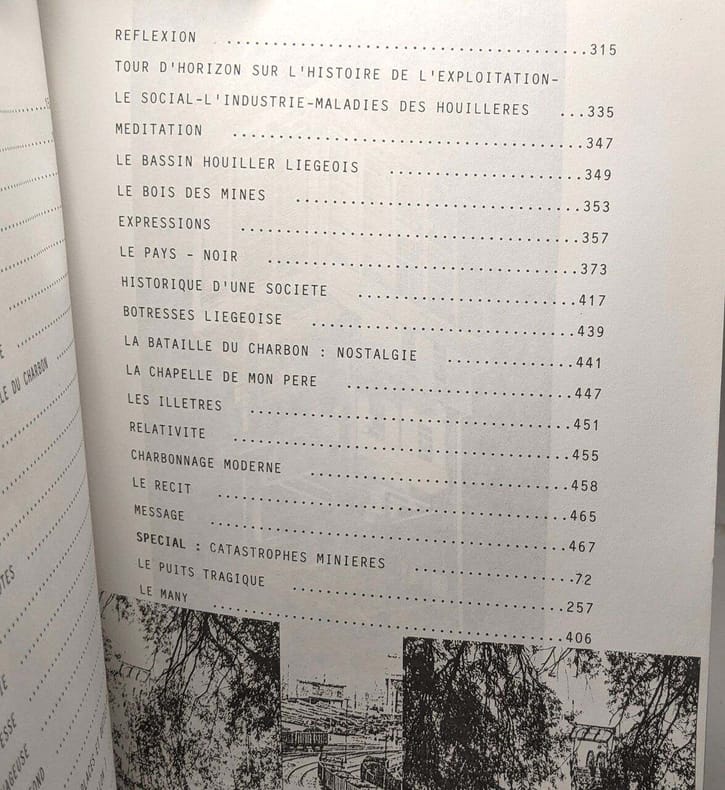 REFLEXION ........................................315
TOUR D'HORIZON SUR L'HISTOIRE DE L'EXPLOITATION-
LE SOCIAL-L'INDUSTRIE-MALADIES DES HOUILLERES ...335
MEDITATION .......................................347
LE BASSIN HOUILLER LIEGEOIS ......................349
LE BOIS DES MINES ................................353
EXPRESSIONS ......................................357
LE PAYS - NOIR ...................................373
HISTORIQUE D'UNE SOCIETE .........................417
BOTRESSES LIEGEOISE ..............................439
LA BATAILLE DU CHARBON : NOSTALGIE ...............441
LA CHAPELLE DE MON PERE ..........................447
LES ILLETRES .....................................451
RELATIVITE .......................................455
CHARBONNAGE MODERNE ..............................458
LE RECIT .........................................465
MESSAGE ..........................................467
SPECIAL : CATASTROPHES MINIERES ..................72
LE PUITS TRAGIQUE ................................257
LE MANY ..........................................406
LE DU CHARBON